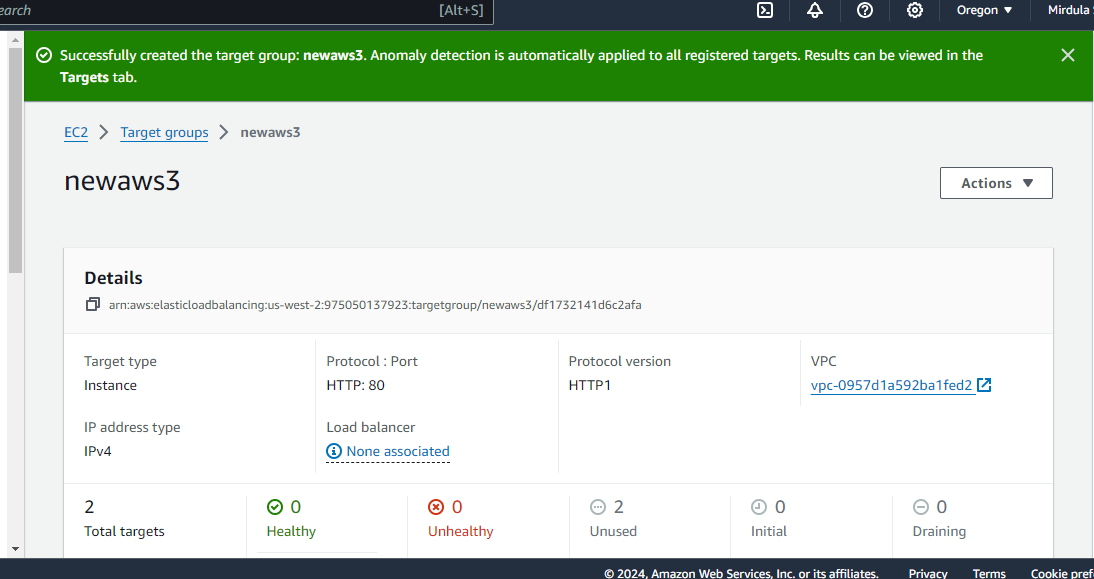 earch [Alt+S] Oregon Mirdula
Successfully created the target group: newaws3. Anomaly detection is automatically applied to all registered targets. Results can be viewed in the
Targets tab.
EC2 Target groups newaws3
newaws3
Actions
Details
arn:aws:elasticloadbalancing:us-west-2:975050137923:targetgroup/newaws3/df1732141d6c2afa
Target type Protocol : Port Protocol version VPC
Instance HTTP: 80 HTTP1 vpc-0957d1a592ba1fed2
IP address type Load balancer
IPv4 None associated
2 0 0 2 0 0
Total targets Healthy Unhealthy Unused Initial Draining
© 2024, Amazon Web Services, Inc. or its affiliates. Privacy Terms Cookie pref